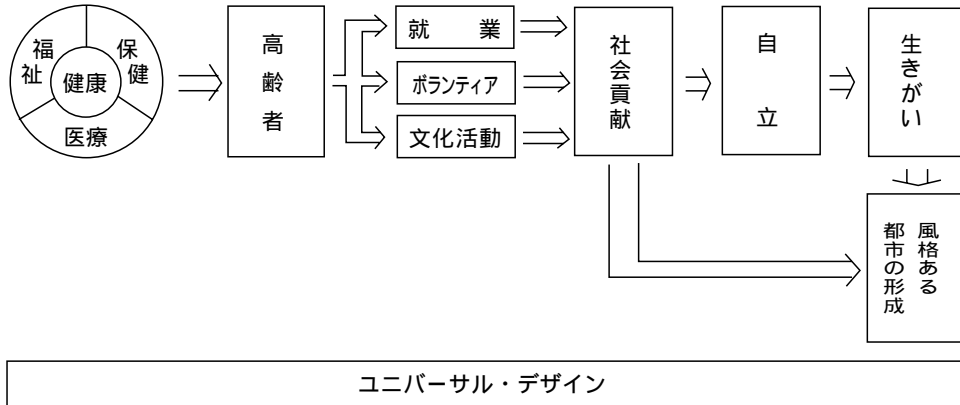 福祉
保健
健康
医療
高齢者
就業
ボランティア
文化活動
社会貢献
自立
生きがい
風格ある
都市の形成
ユニバーサル・デザイン